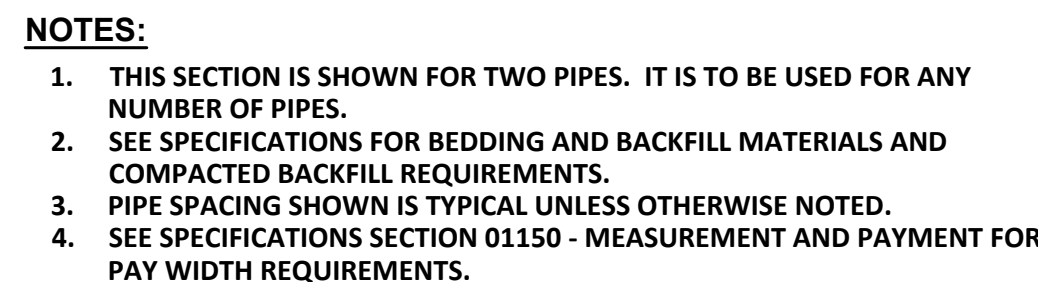 NOTES:
1. THIS SECTION IS SHOWN FOR TWO PIPES. IT IS TO BE USED FOR ANY
NUMBER OF PIPES.
2. SEE SPECIFICATIONS FOR BEDDING AND BACKFILL MATERIALS AND
COMPACTED BACKFILL REQUIREMENTS.
3. PIPE SPACING SHOWN IS TYPICAL UNLESS OTHERWISE NOTED.
4. SEE SPECIFICATIONS SECTION 01150 - MEASUREMENT AND PAYMENT FOR
PAY WIDTH REQUIREMENTS.